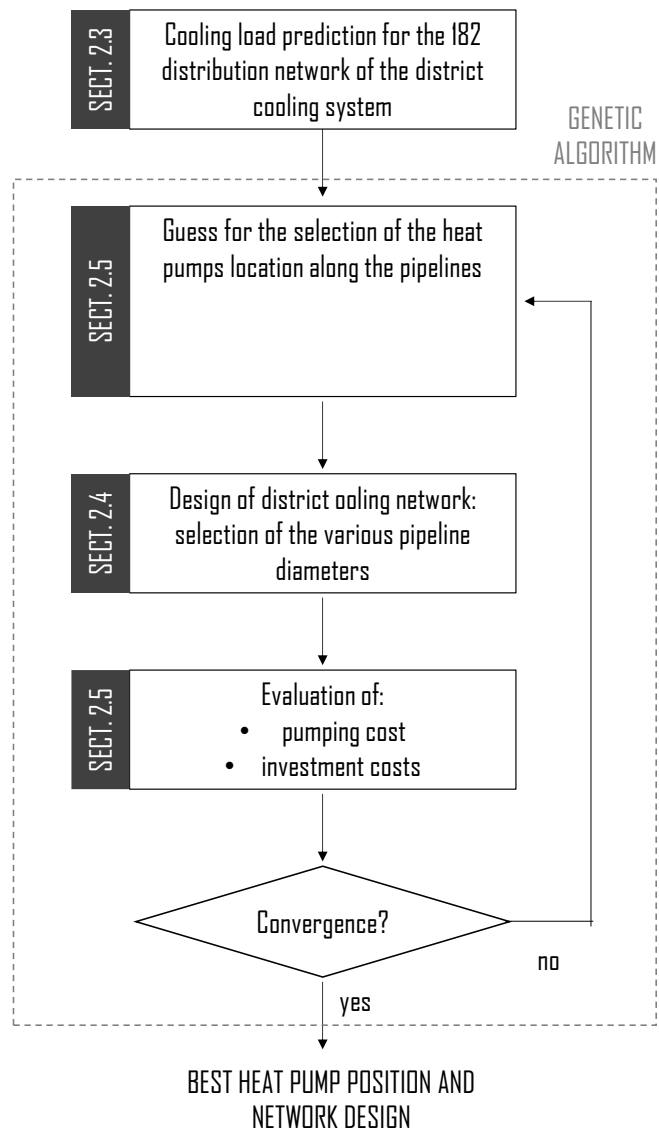 SECT. 2.3
Cooling load prediction for the 182
distribution network of the district
cooling system
GENETIC
ALGORITHM
SECT. 2.5
Guess for the selection of the heat
pumps location along the pipelines
SECT. 2.4
Design of district ooling network:
selection of the various pipeline
diameters
SECT. 2.5
Evaluation of:
• pumping cost
• investment costs
Convergence?
no
yes
BEST HEAT PUMP POSITION AND
NETWORK DESIGN